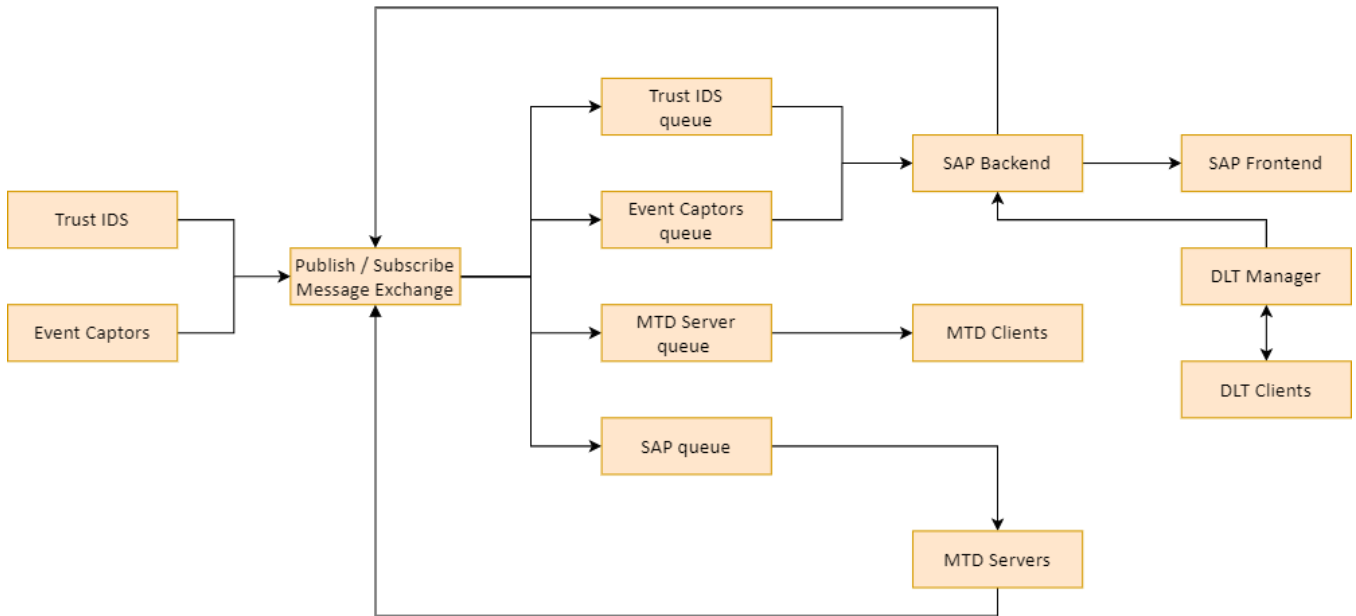 Trust IDS
Event Captors
Publish / Subscribe
Message Exchange
Trust IDS
queue
Event Captors
queue
MTD Server
queue
SAP queue
SAP Backend
MTD Clients
MTD Servers
SAP Frontend
DLT Manager
DLT Clients